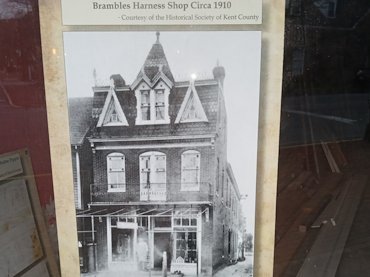 Brambles Harness Shop Circa 1910
- Courtesy of the Historical Society of Kent County